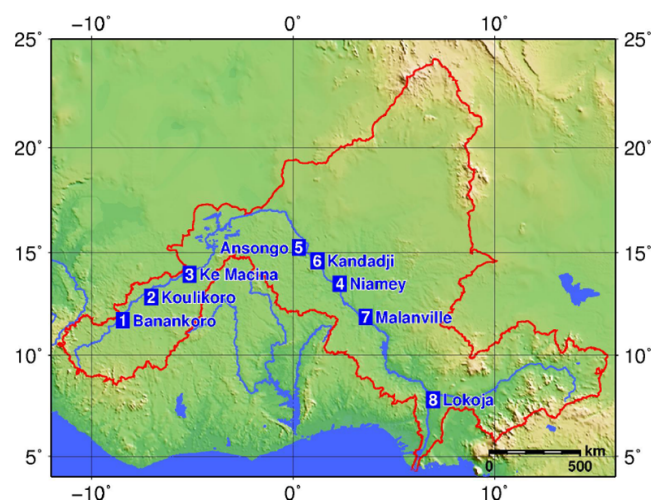 −10° 0° 10°
25° 25°
20° 20°
15° 15°
Ansongo 5
6 Kandadji
3 Ke Macina
4 Niamey
2 Koulikoro
1 Banankoro
7 Malanville
10° 10°
8 Lokoja
km
5° 5°
0 500
−10° 0° 10°